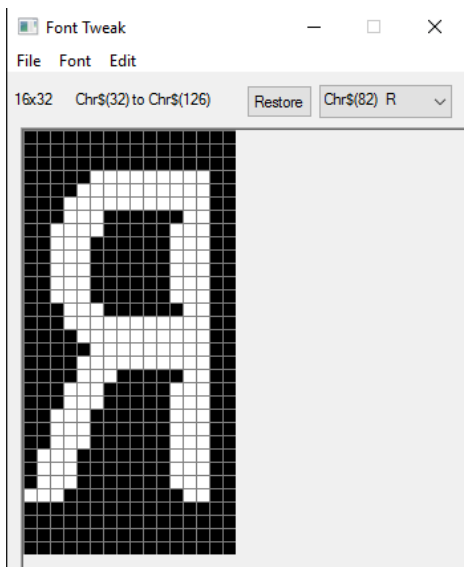 Font Tweak
File Font Edit
16x32 Chr$(32) to Chr$(126) Restore Chr$(82) R
Я